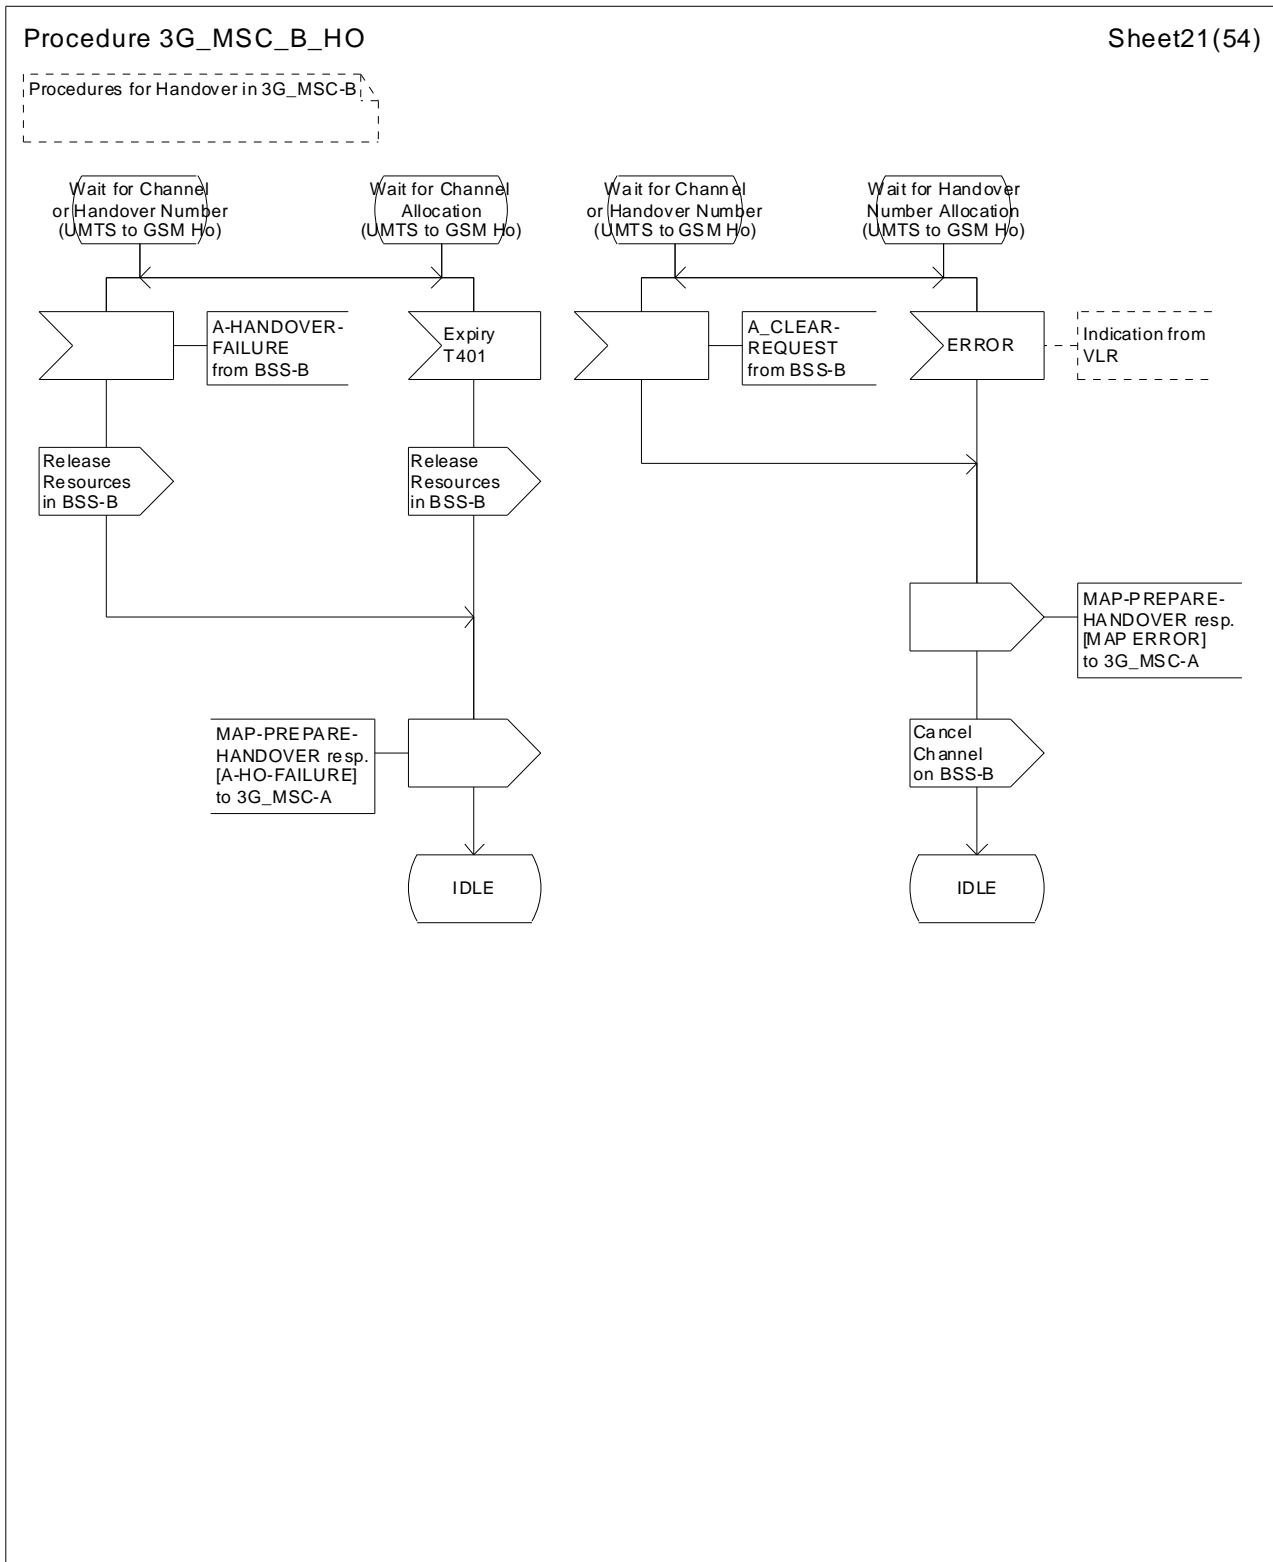 Procedure 3G_MSC_B_HO
Sheet21(54)
Procedures for Handover in 3G_MSC-B
Wait for Channel
or Handover Number
(UMTS to GSM Ho)
Wait for Channel
Allocation
(UMTS to GSM Ho)
Wait for Channel
or Handover Number
(UMTS to GSM Ho)
Wait for Handover
Number Allocation
(UMTS to GSM Ho)
A-HANDOVER-
FAILURE
from BSS-B
Expiry
T401
A_CLEAR-
REQUEST
from BSS-B
ERROR
Indication from
VLR
Release
Resources
in BSS-B
Release
Resources
in BSS-B
MAP-PREPARE-
HANDOVER resp.
[MAP ERROR]
to 3G_MSC-A
MAP-PREPARE-
HANDOVER resp.
[A-HO-FAILURE]
to 3G_MSC-A
Cancel
Channel
on BSS-B
IDLE
IDLE